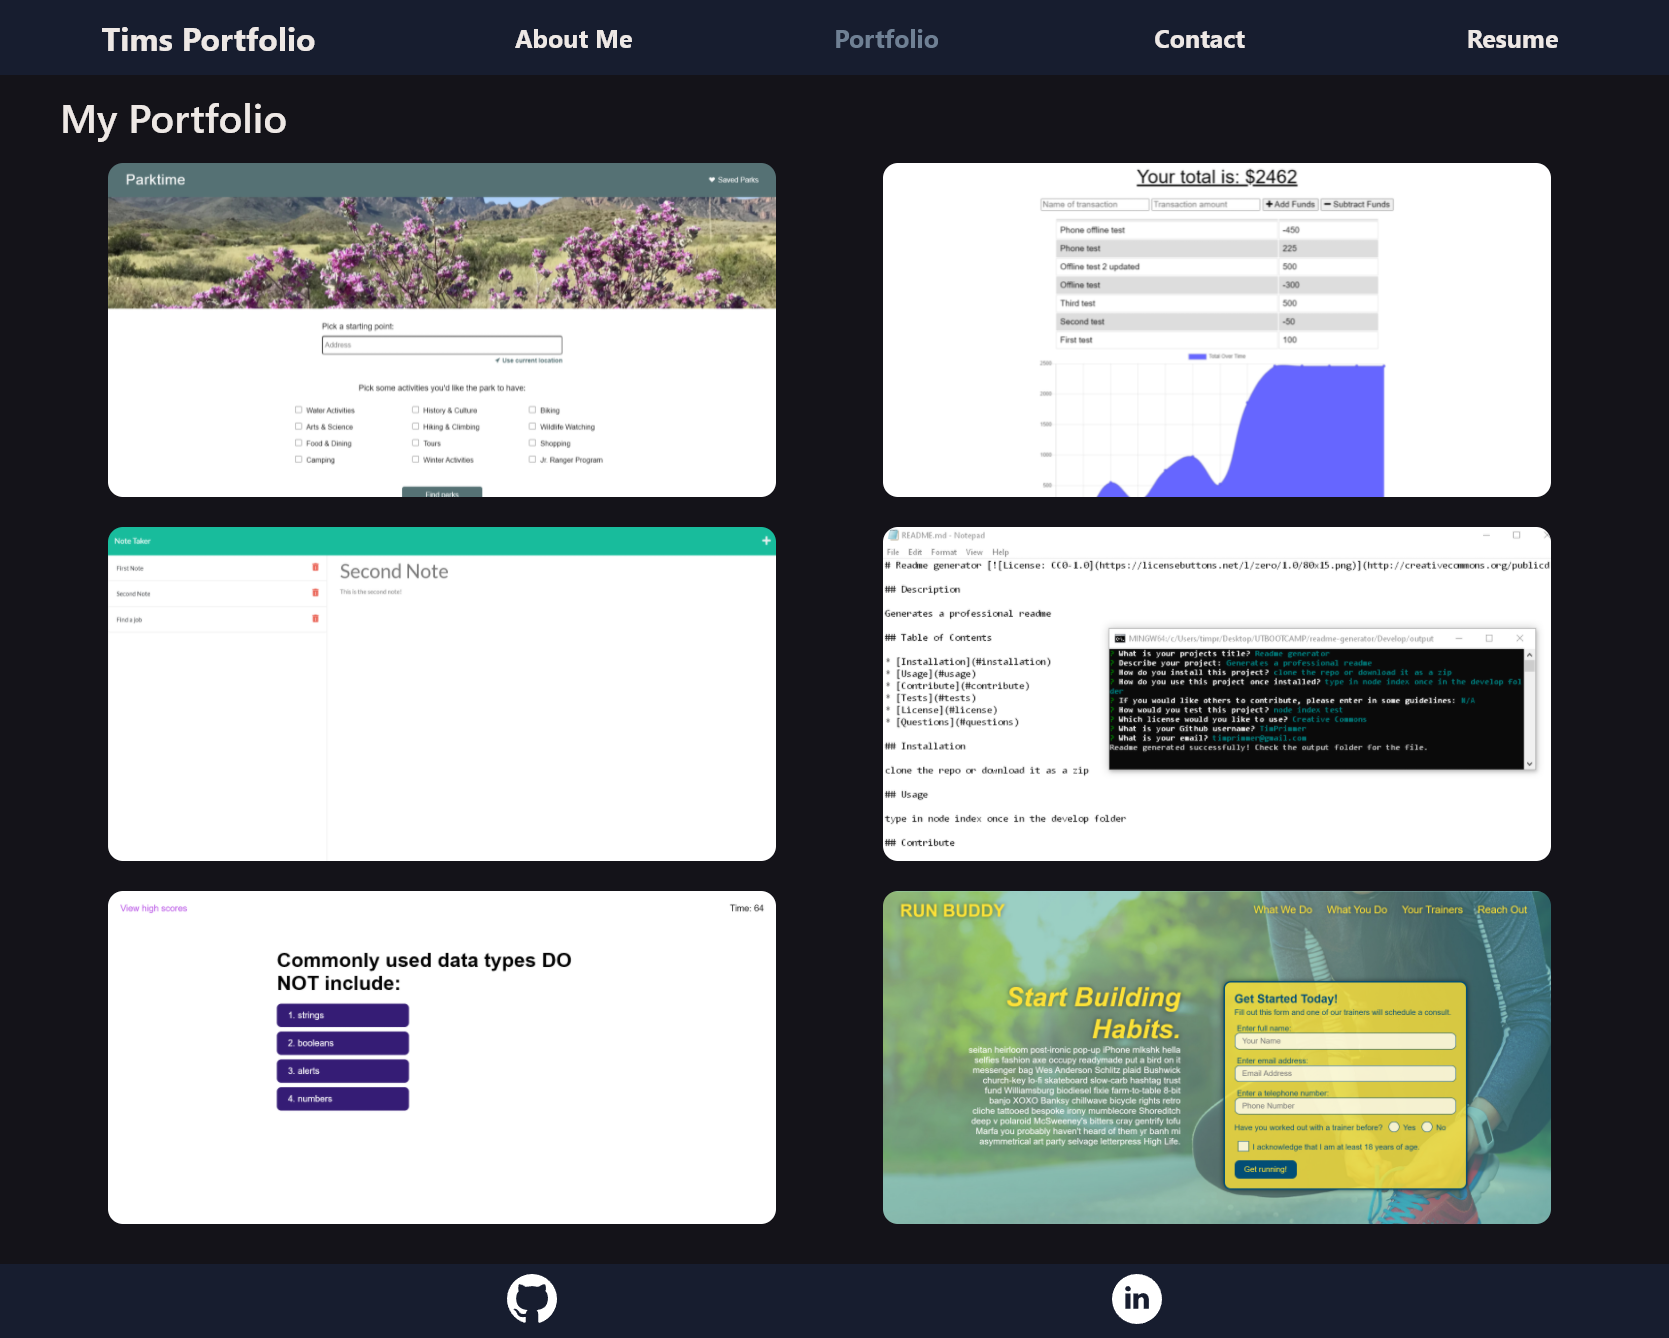 Tims Portfolio
About Me
Portfolio
Contact
Resume
My Portfolio
Parktime
Saved Parks
Pick a starting point:
Address
Use current location
Pick some activities you'd like the park to have:
Water Activities
History & Culture
Biking
Arts & Science
Hiking & Climbing
Wildlife Watching
Food & Dining
Tours
Shopping
Camping
Winter Activities
Jr. Ranger Program
Find parks
Your total is: $2462
Name of transaction
Transaction amount
Add Funds
Subtract Funds
Phone offline test -450
Phone test 225
Offline test 2 updated 500
Offline test -300
Third test 500
Second test -50
First test 100
Total Over Time
2500
2000
1500
1000
500
Note Taker
First Note
Second Note
Find a job
Second Note
This is the second note!
README.md - Notepad
File Edit Format View Help
# Readme generator [![License: CC0-1.0](https://licensebuttons.net/l/zero/1.0/80x15.png)](http://creativecommons.org/publicd
## Description
Generates a professional readme
## Table of Contents
* [Installation](#installation)
* [Usage](#usage)
* [Contribute](#contribute)
* [Tests](#tests)
* [License](#license)
* [Questions](#questions)
## Installation
clone the repo or download it as a zip
## Usage
type in node index once in the develop folder
## Contribute
MINGW64:/c/Users/timpr/Desktop/UTBOOTCAMP/readme-generator/Develop/output
? What is your projects title? Readme generator
? Describe your project: Generates a professional readme
? How do you install this project? clone the repo or download it as a zip
? How do you use this project once installed? type in node index once in the develop fol
der
? If you would like others to contribute, please enter in some guidelines: N/A
? How would you test this project? node index test
? Which license would you like to use? Creative Commons
? What is your Github username? TimPrimmer
? What is your email? timprimmer@gmail.com
Readme generated successfully! Check the output folder for the file.
View high scores
Time: 64
Commonly used data types DO
NOT include:
1. strings
2. booleans
3. alerts
4. numbers
RUN BUDDY
What We Do
What You Do
Your Trainers
Reach Out
Start Building
Habits.
seitan heirloom post-ironic pop-up iPhone mlkshk hella
selfies fashion axe occupy readymade put a bird on it
messenger bag Wes Anderson Schlitz plaid Bushwick
church-key lo-fi skateboard slow-carb hashtag trust
fund Williamsburg biodiesel fixie farm-to-table 8-bit
banjo XOXO Banksy chillwave bicycle rights retro
cliche tattooed bespoke irony mumblecore Shoreditch
deep v polaroid McSweeney's bitters cray gentrify tofu
Marfa you probably haven't heard of them yr banh mi
asymmetrical art party selvage letterpress High Life.
Get Started Today!
Fill out this form and one of our trainers will schedule a consult.
Enter full name:
Your Name
Enter email address:
Email Address
Enter a telephone number:
Phone Number
Have you worked out with a trainer before? Yes No
I acknowledge that I am at least 18 years of age.
Get running!
in